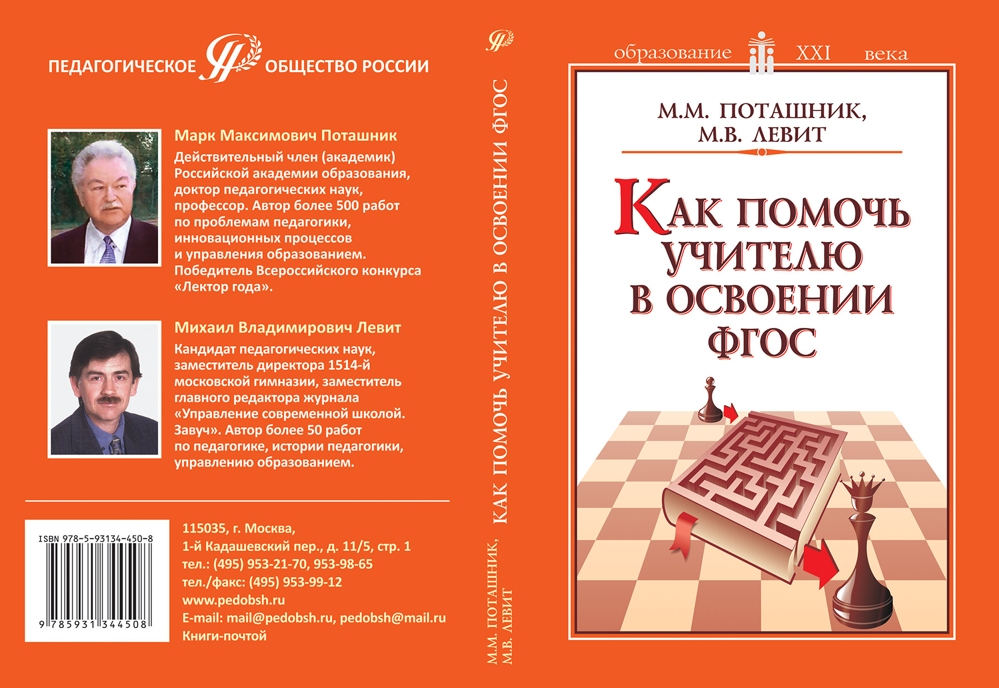 ПЕДАГОГИЧЕСКОЕ ОБЩЕСТВО РОССИИ
Марк Максимович Поташник
Действительный член (академик)
Российской академии образования,
доктор педагогических наук,
профессор. Автор более 500 работ
по проблемам педагогики,
инновационных процессов
и управления образованием.
Победитель Всероссийского конкурса
«Лектор года».
Михаил Владимирович Левит
Кандидат педагогических наук,
заместитель директора 1514-й
московской гимназии, заместитель
главного редактора журнала
«Управление современной школой.
Завуч». Автор более 50 работ
по педагогике, истории педагогики,
управлению образованием.
ISBN 978-5-93134-450-8
9 785931 344508
115035, г. Москва,
1-й Кадашевский пер., д. 11/5, стр. 1
тел.: (495) 953-21-70, 953-98-65
тел./факс: (495) 953-99-12
www.pedobsh.ru
E-mail: mail@pedobsh.ru, pedobsh@mail.ru
Книги-почтой
М.М. ПОТАШНИК,
М.В. ЛЕВИТ
КАК ПОМОЧЬ УЧИТЕЛЮ В ОСВОЕНИИ ФГОС
образование XXI века
М.М. ПОТАШНИК,
М.В. ЛЕВИТ
КАК ПОМОЧЬ
УЧИТЕЛЮ
В ОСВОЕНИИ
ФГОС